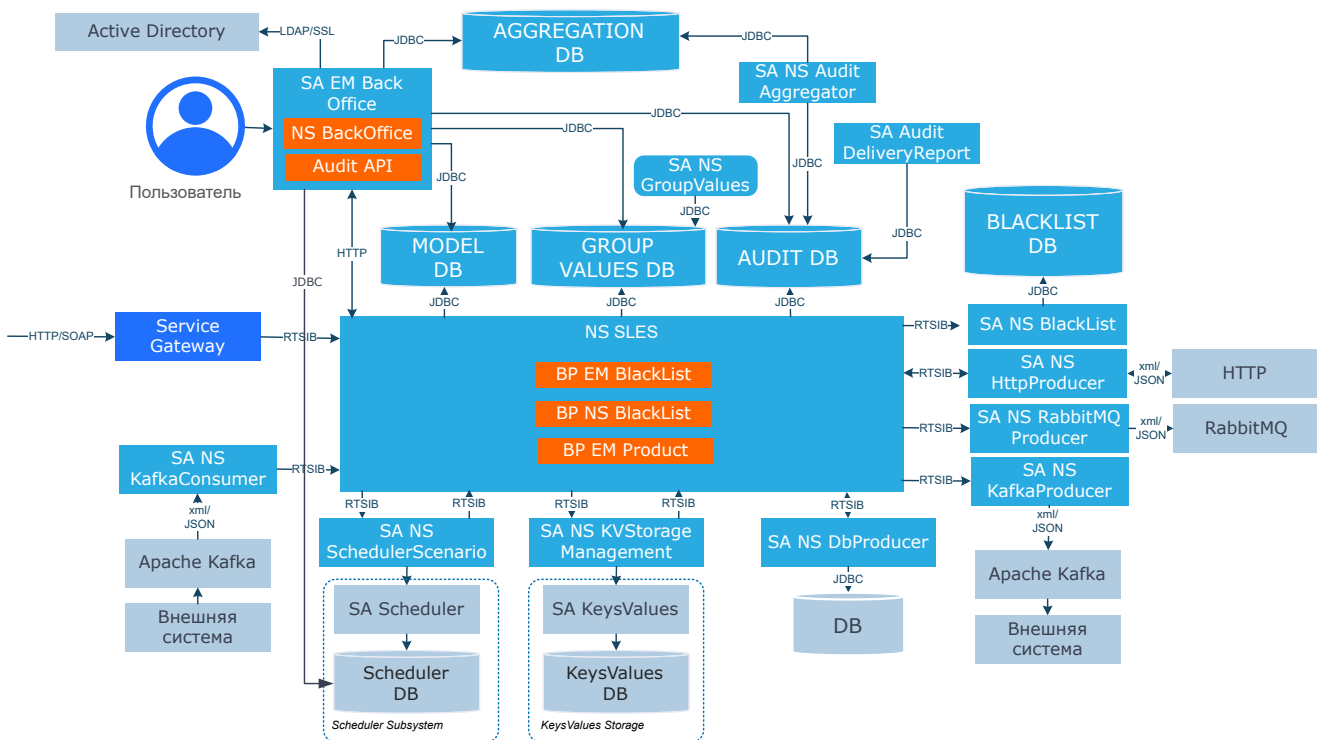 Active Directory
LDAP/SSL
JDBC
AGGREGATION
DB
JDBC
SA EM Back
Office
NS BackOffice
Audit API
Пользователь
SA NS Audit
Aggregator
JDBC
JDBC
SA Audit
DeliveryReport
SA NS
GroupValues
JDBC
JDBC
JDBC
JDBC
BLACKLIST
DB
HTTP
MODEL
DB
GROUP
VALUES DB
AUDIT DB
JDBC
JDBC
JDBC
JDBC
JDBC
HTTP/SOAP
Service
Gateway
RTSIB
NS SLES
BP EM BlackList
BP NS BlackList
BP EM Product
RTSIB
SA NS BlackList
RTSIB
SA NS
HttpProducer
xml/
JSON
HTTP
RTSIB
SA NS RabbitMQ
Producer
xml/
JSON
RabbitMQ
RTSIB
SA NS
KafkaProducer
SA NS
KafkaConsumer
RTSIB
xml/
JSON
Apache Kafka
Внешняя
система
RTSIB
RTSIB
RTSIB
RTSIB
RTSIB
SA NS
SchedulerScenario
SA NS KVStorage
Management
SA NS DbProducer
xml/
JSON
JDBC
SA Scheduler
SA KeysValues
DB
Apache Kafka
Внешняя
система
Scheduler
DB
KeysValues
DB
Scheduler Subsystem
KeysValues Storage